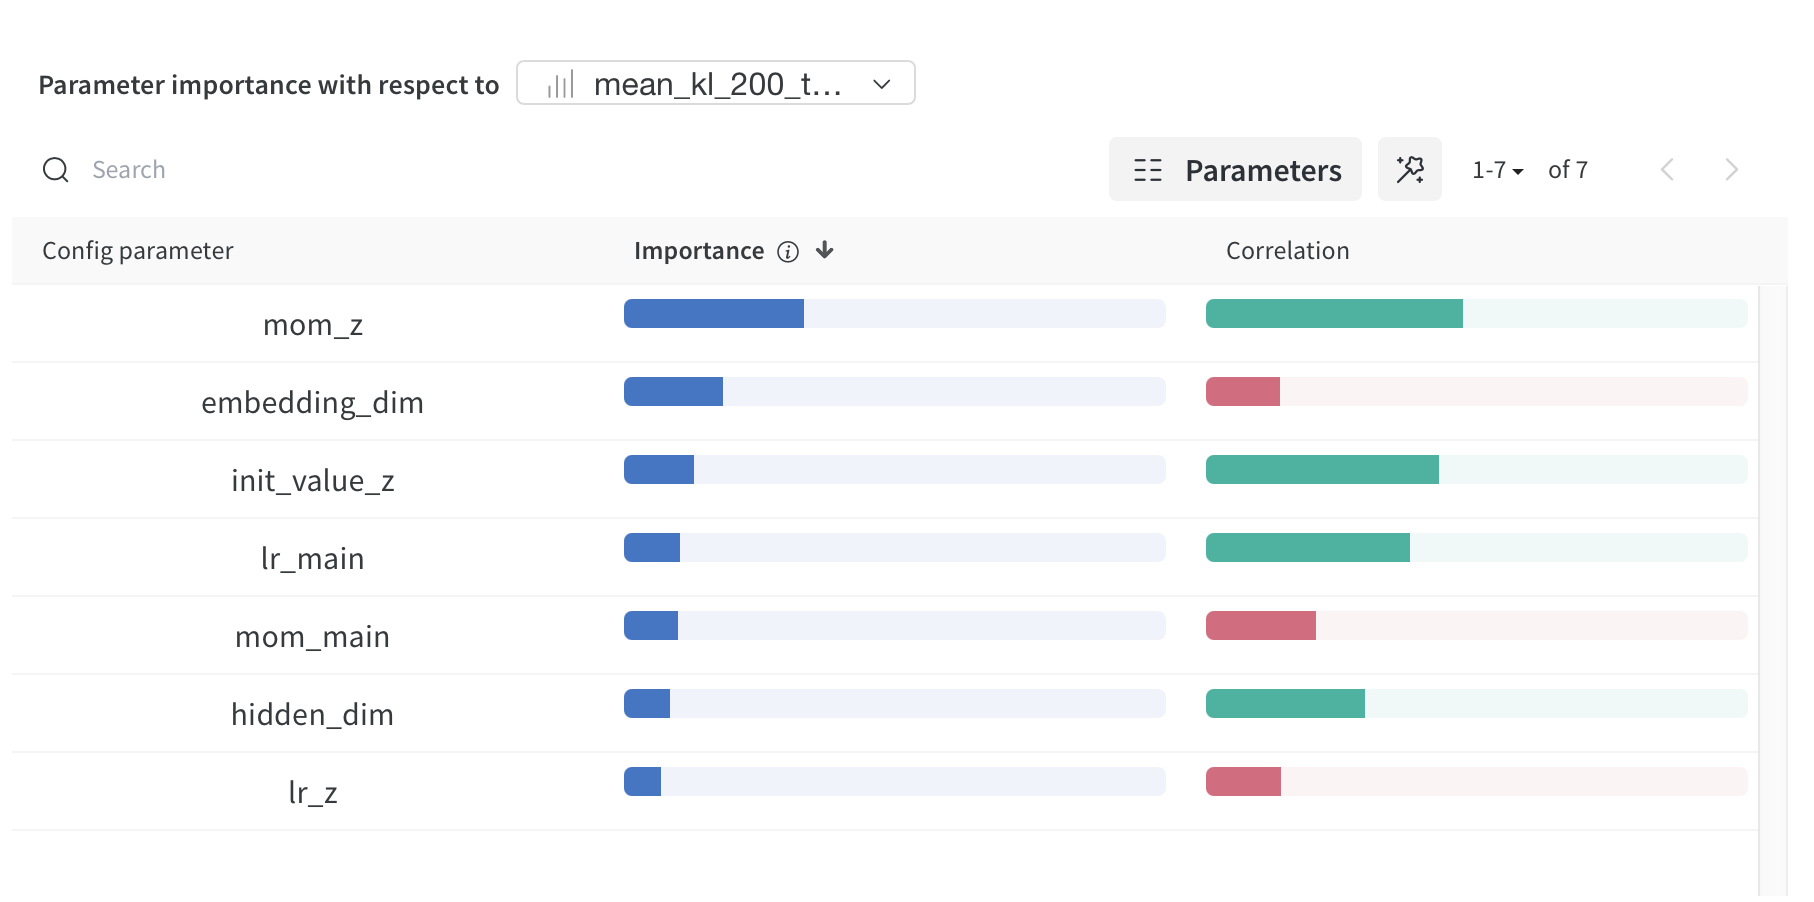 Parameter importance with respect to mean_kl_200_t...
Search Parameters 1-7 of 7
Config parameter Importance Correlation
mom_z
embedding_dim
init_value_z
lr_main
mom_main
hidden_dim
lr_z